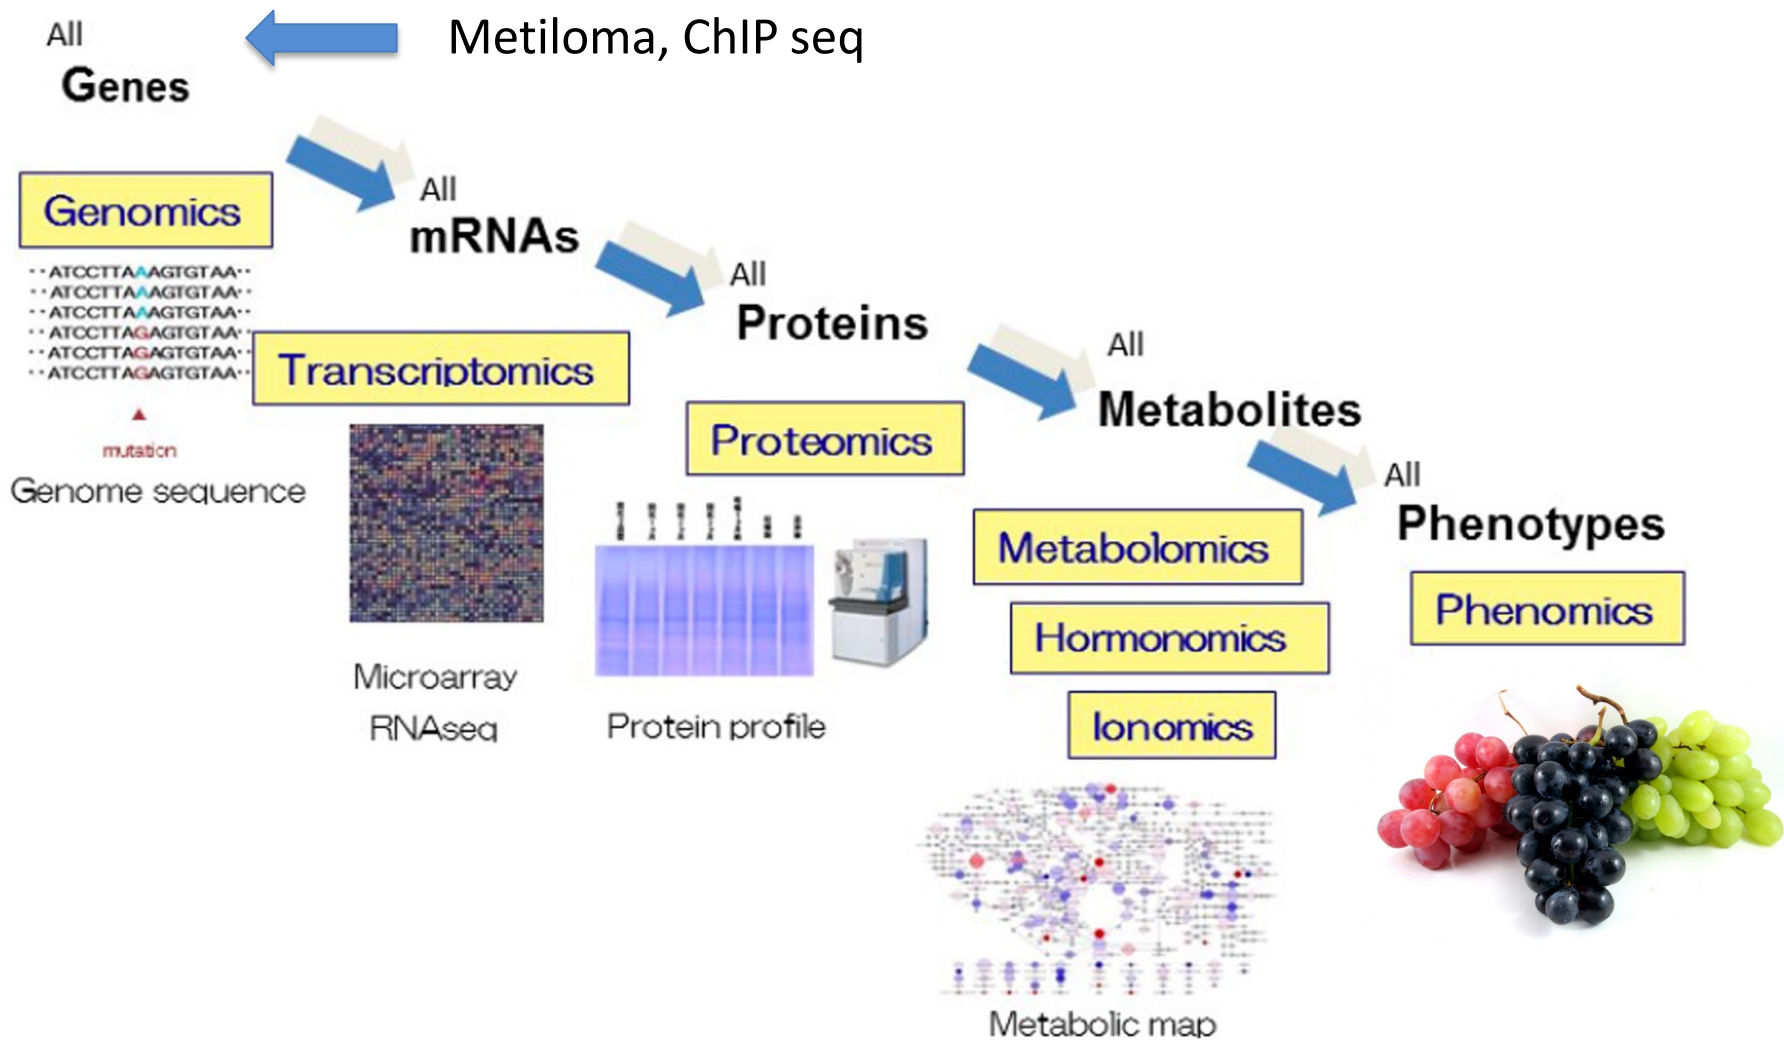 All
Genes
Metiloma, ChIP seq
Genomics
··ATCCTTAAAGTGTAA··
··ATCCTTAAAGTGTAA··
··ATCCTTAAAGTGTAA··
··ATCCTTAGAGTGTAA··
··ATCCTTAGAGTGTAA··
··ATCCTTAGAGTGTAA··
mutation
Genome sequence
All
mRNAs
Transcriptomics
Microarray
RNAseq
All
Proteins
Proteomics
Protein profile
All
Metabolites
Metabolomics
Hormonomics
Ionomics
Metabolic map
All
Phenotypes
Phenomics